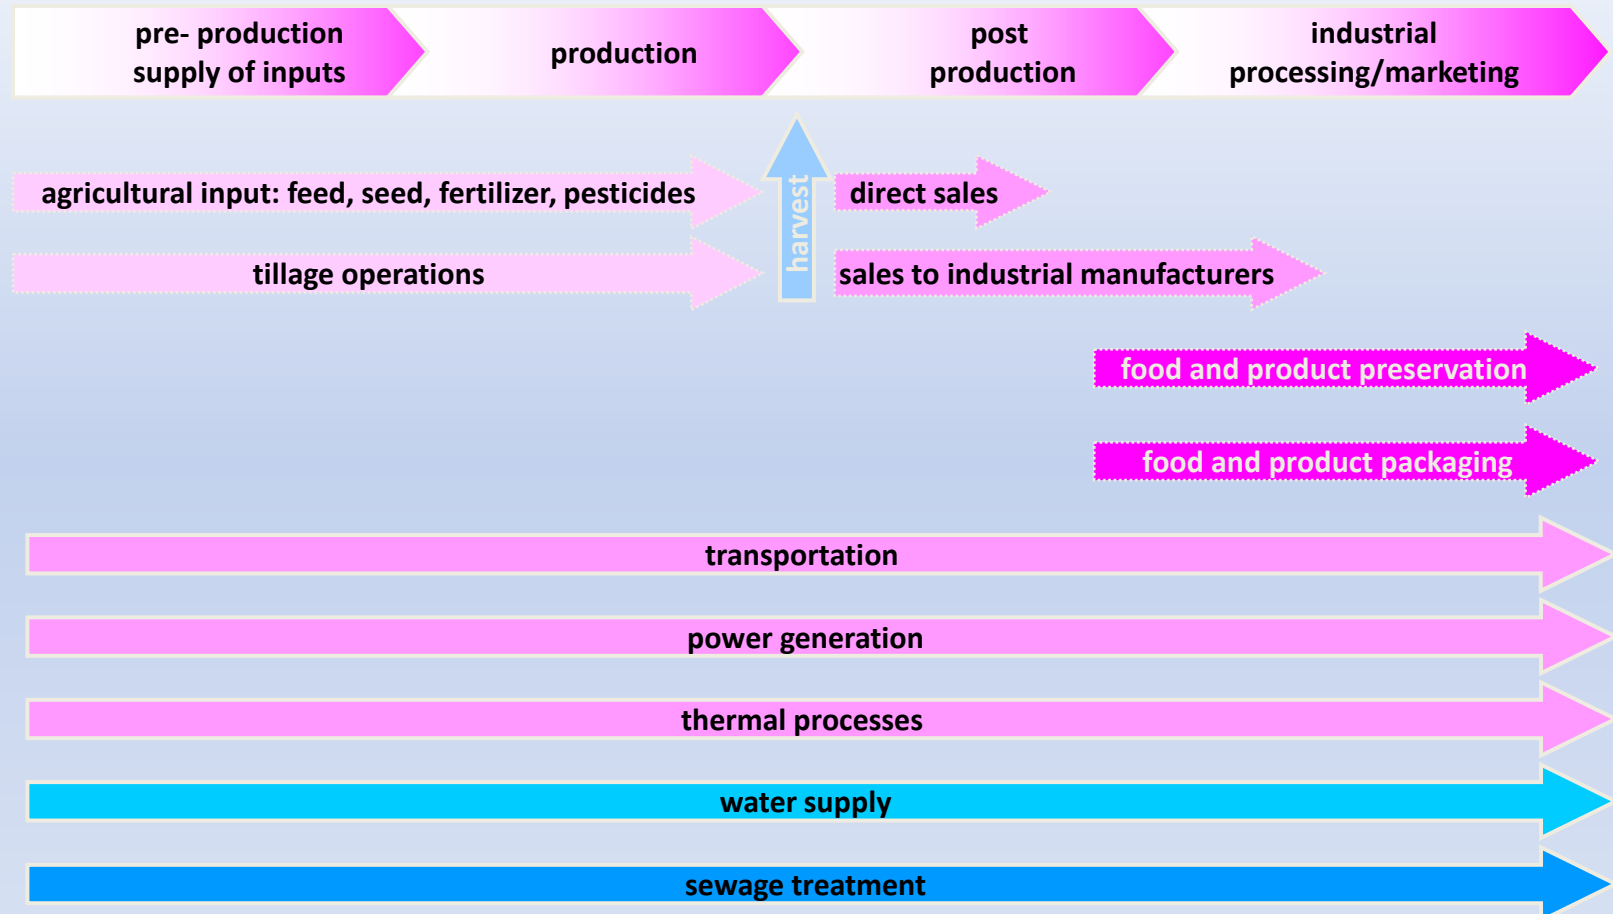 pre- production
supply of inputs
production
post
production
industrial
processing/marketing
agricultural input: feed, seed, fertilizer, pesticides
harvest
direct sales
tillage operations
sales to industrial manufacturers
food and product preservation
food and product packaging
transportation
power generation
thermal processes
water supply
sewage treatment